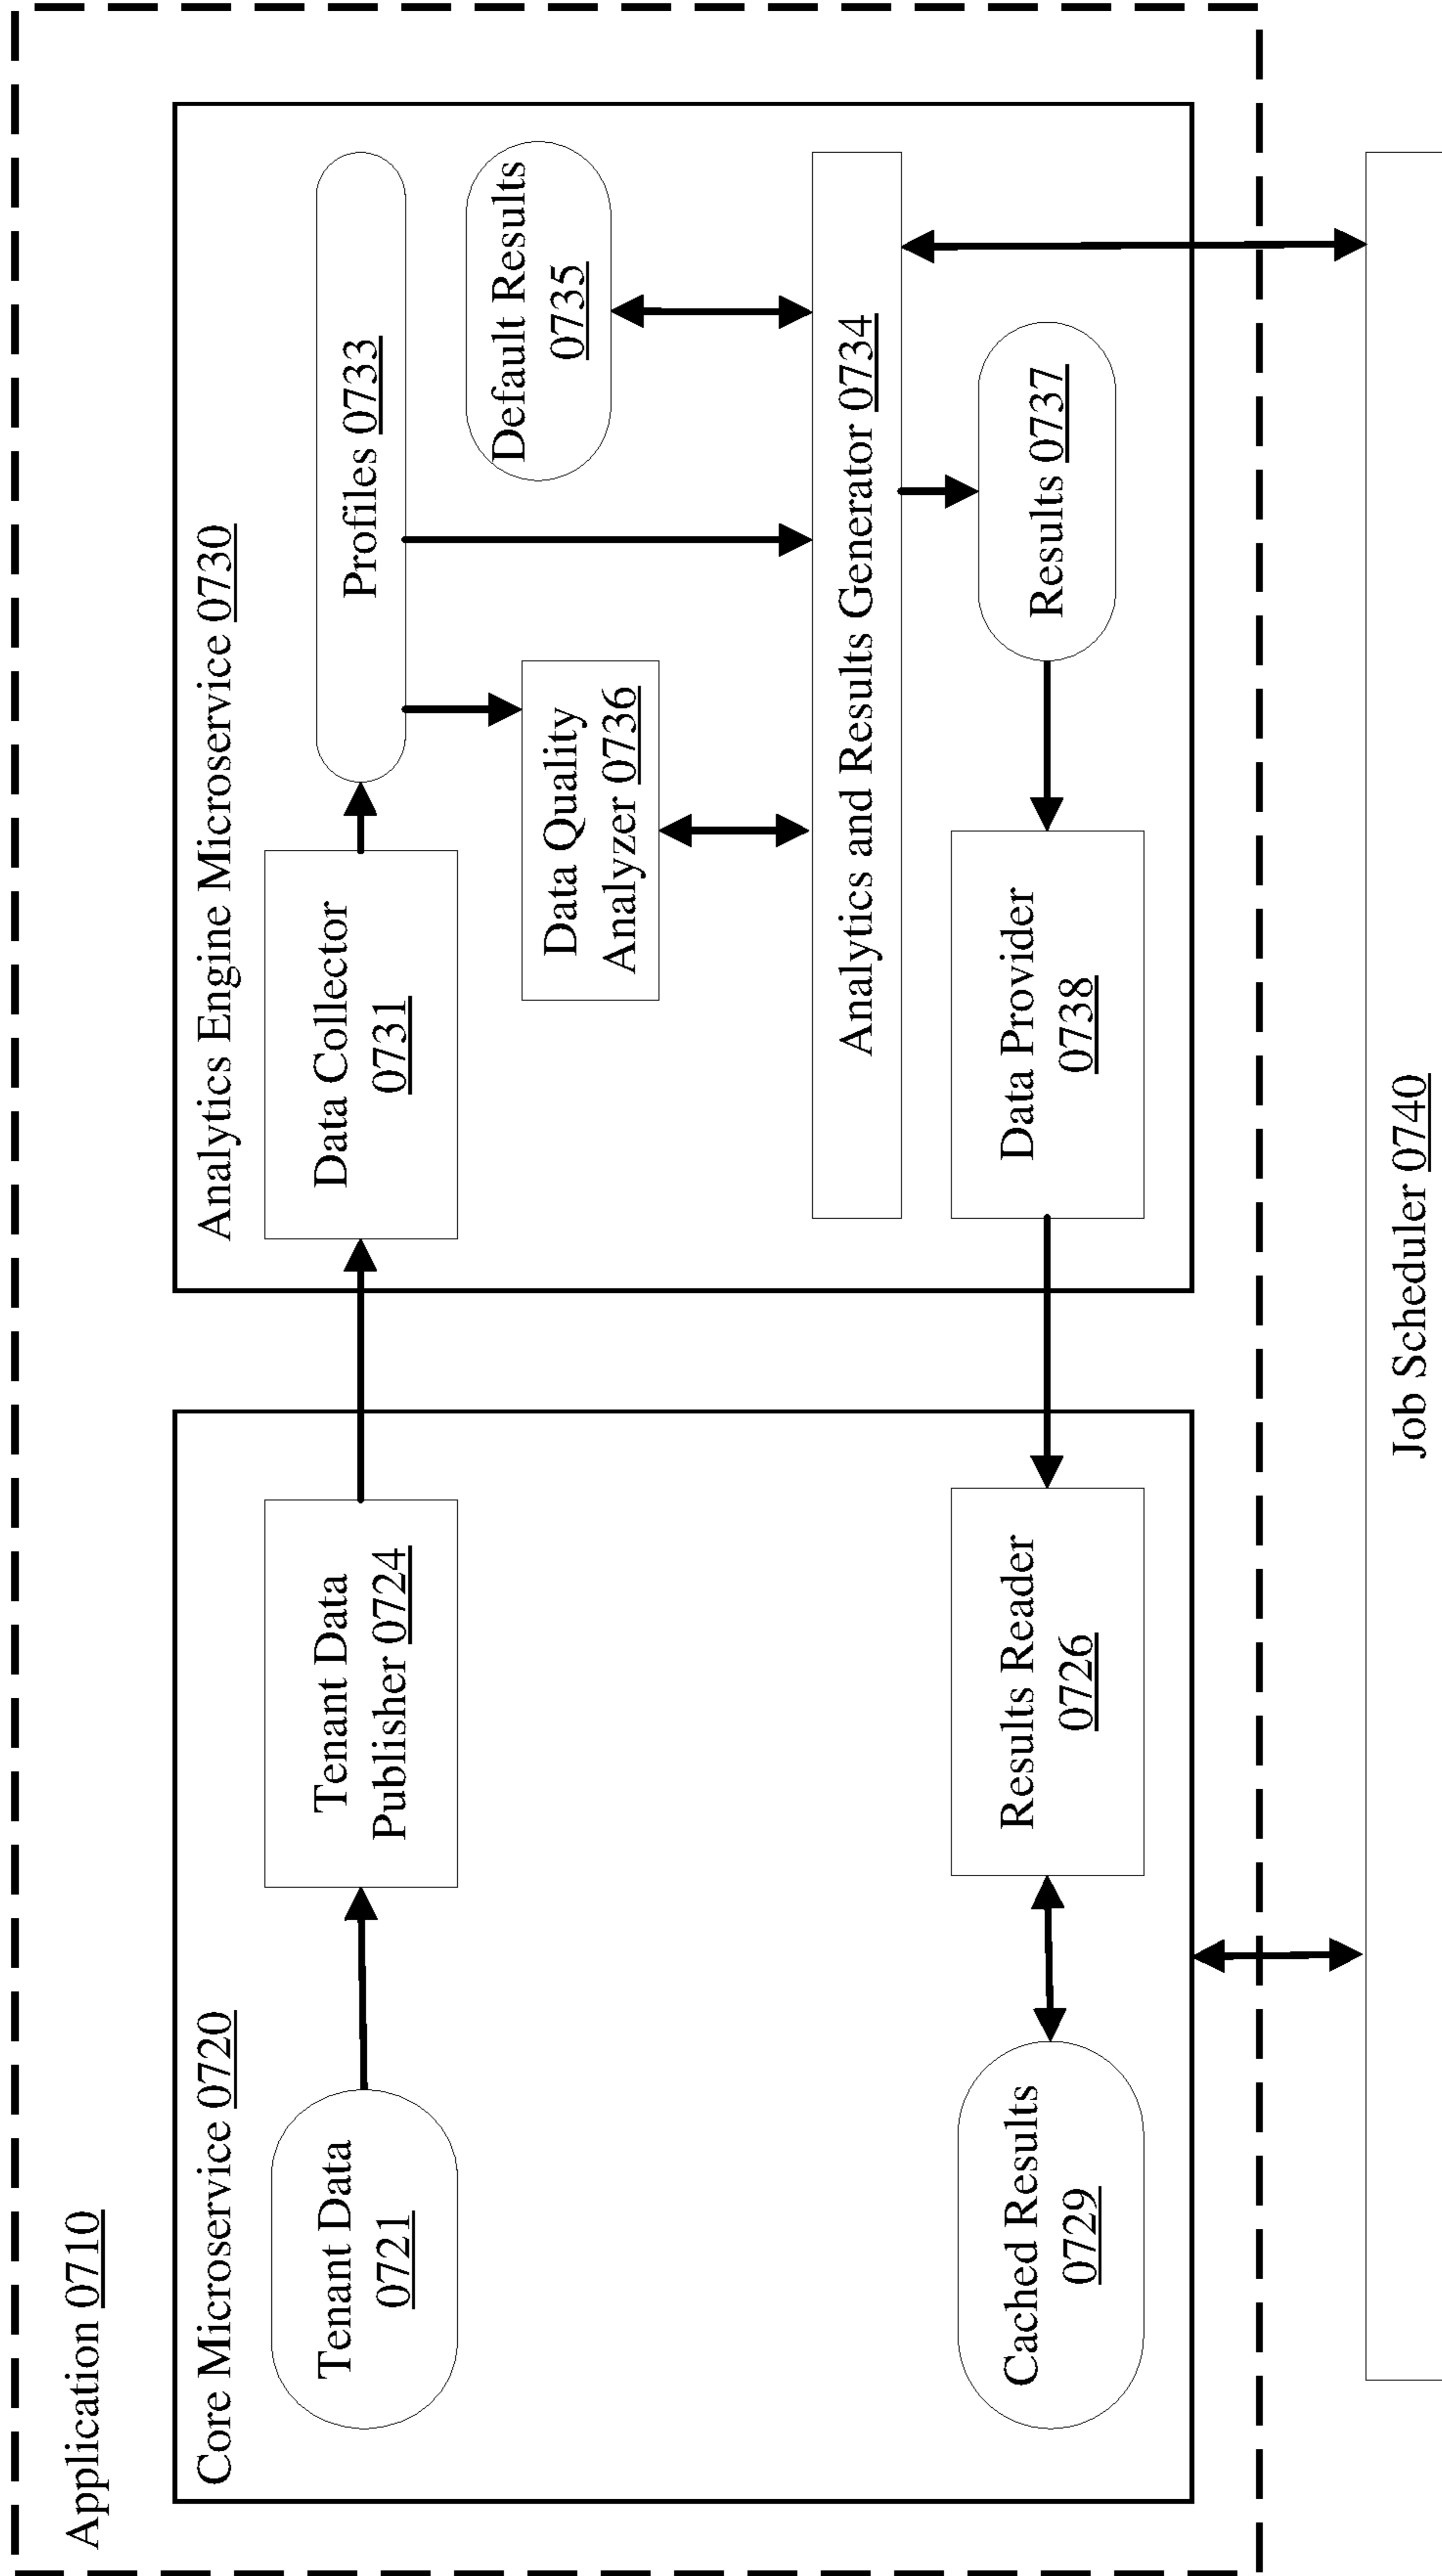 Application 0710
Core Microservice 0720
Tenant Data
0721
Tenant Data
Publisher 0724
Cached Results
0729
Results Reader
0726
Analytics Engine Microservice 0730
Data Collector
0731
Profiles 0733
Data Quality
Analyzer 0736
Default Results
0735
Analytics and Results Generator 0734
Data Provider
0738
Results 0737
Job Scheduler 0740